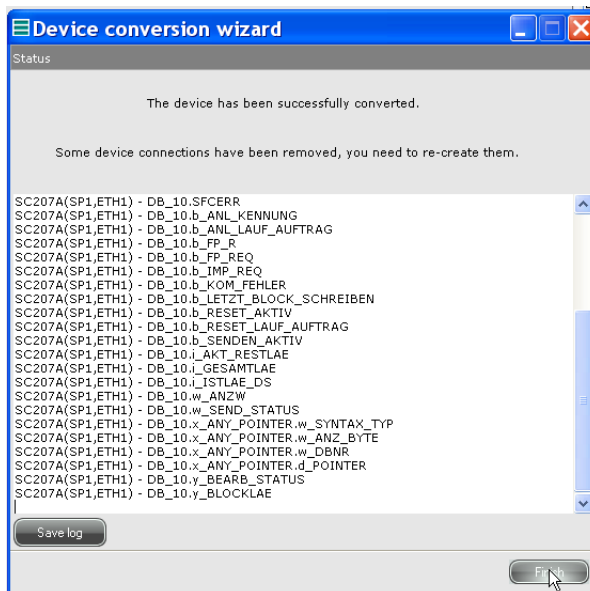 Device conversion wizard
Status
The device has been successfully converted.
Some device connections have been removed, you need to re-create them.
SC207A(SP1,ETH1) - DB_10.SFCERR
SC207A(SP1,ETH1) - DB_10.b_ANL_KENNUNG
SC207A(SP1,ETH1) - DB_10.b_ANL_LAUF_AUFTRAG
SC207A(SP1,ETH1) - DB_10.b_FP_R
SC207A(SP1,ETH1) - DB_10.b_FP_REQ
SC207A(SP1,ETH1) - DB_10.b_IMP_REQ
SC207A(SP1,ETH1) - DB_10.b_KOM_FEHLER
SC207A(SP1,ETH1) - DB_10.b_LETZT_BLOCK_SCHREIBEN
SC207A(SP1,ETH1) - DB_10.b_RESET_AKTIV
SC207A(SP1,ETH1) - DB_10.b_RESET_LAUF_AUFTRAG
SC207A(SP1,ETH1) - DB_10.b_SENDEN_AKTIV
SC207A(SP1,ETH1) - DB_10.i_AKT_RESTLAE
SC207A(SP1,ETH1) - DB_10.i_GESAMTLAE
SC207A(SP1,ETH1) - DB_10.i_ISTLAE_DS
SC207A(SP1,ETH1) - DB_10.w_ANZW
SC207A(SP1,ETH1) - DB_10.w_SEND_STATUS
SC207A(SP1,ETH1) - DB_10.x_ANY_POINTER.w_SYNTAX_TYP
SC207A(SP1,ETH1) - DB_10.x_ANY_POINTER.w_ANZ_BYTE
SC207A(SP1,ETH1) - DB_10.x_ANY_POINTER.w_DBNR
SC207A(SP1,ETH1) - DB_10.x_ANY_POINTER.d_POINTER
SC207A(SP1,ETH1) - DB_10.y_BEARB_STATUS
SC207A(SP1,ETH1) - DB_10.y_BLOCKLAE
Save log
Finish